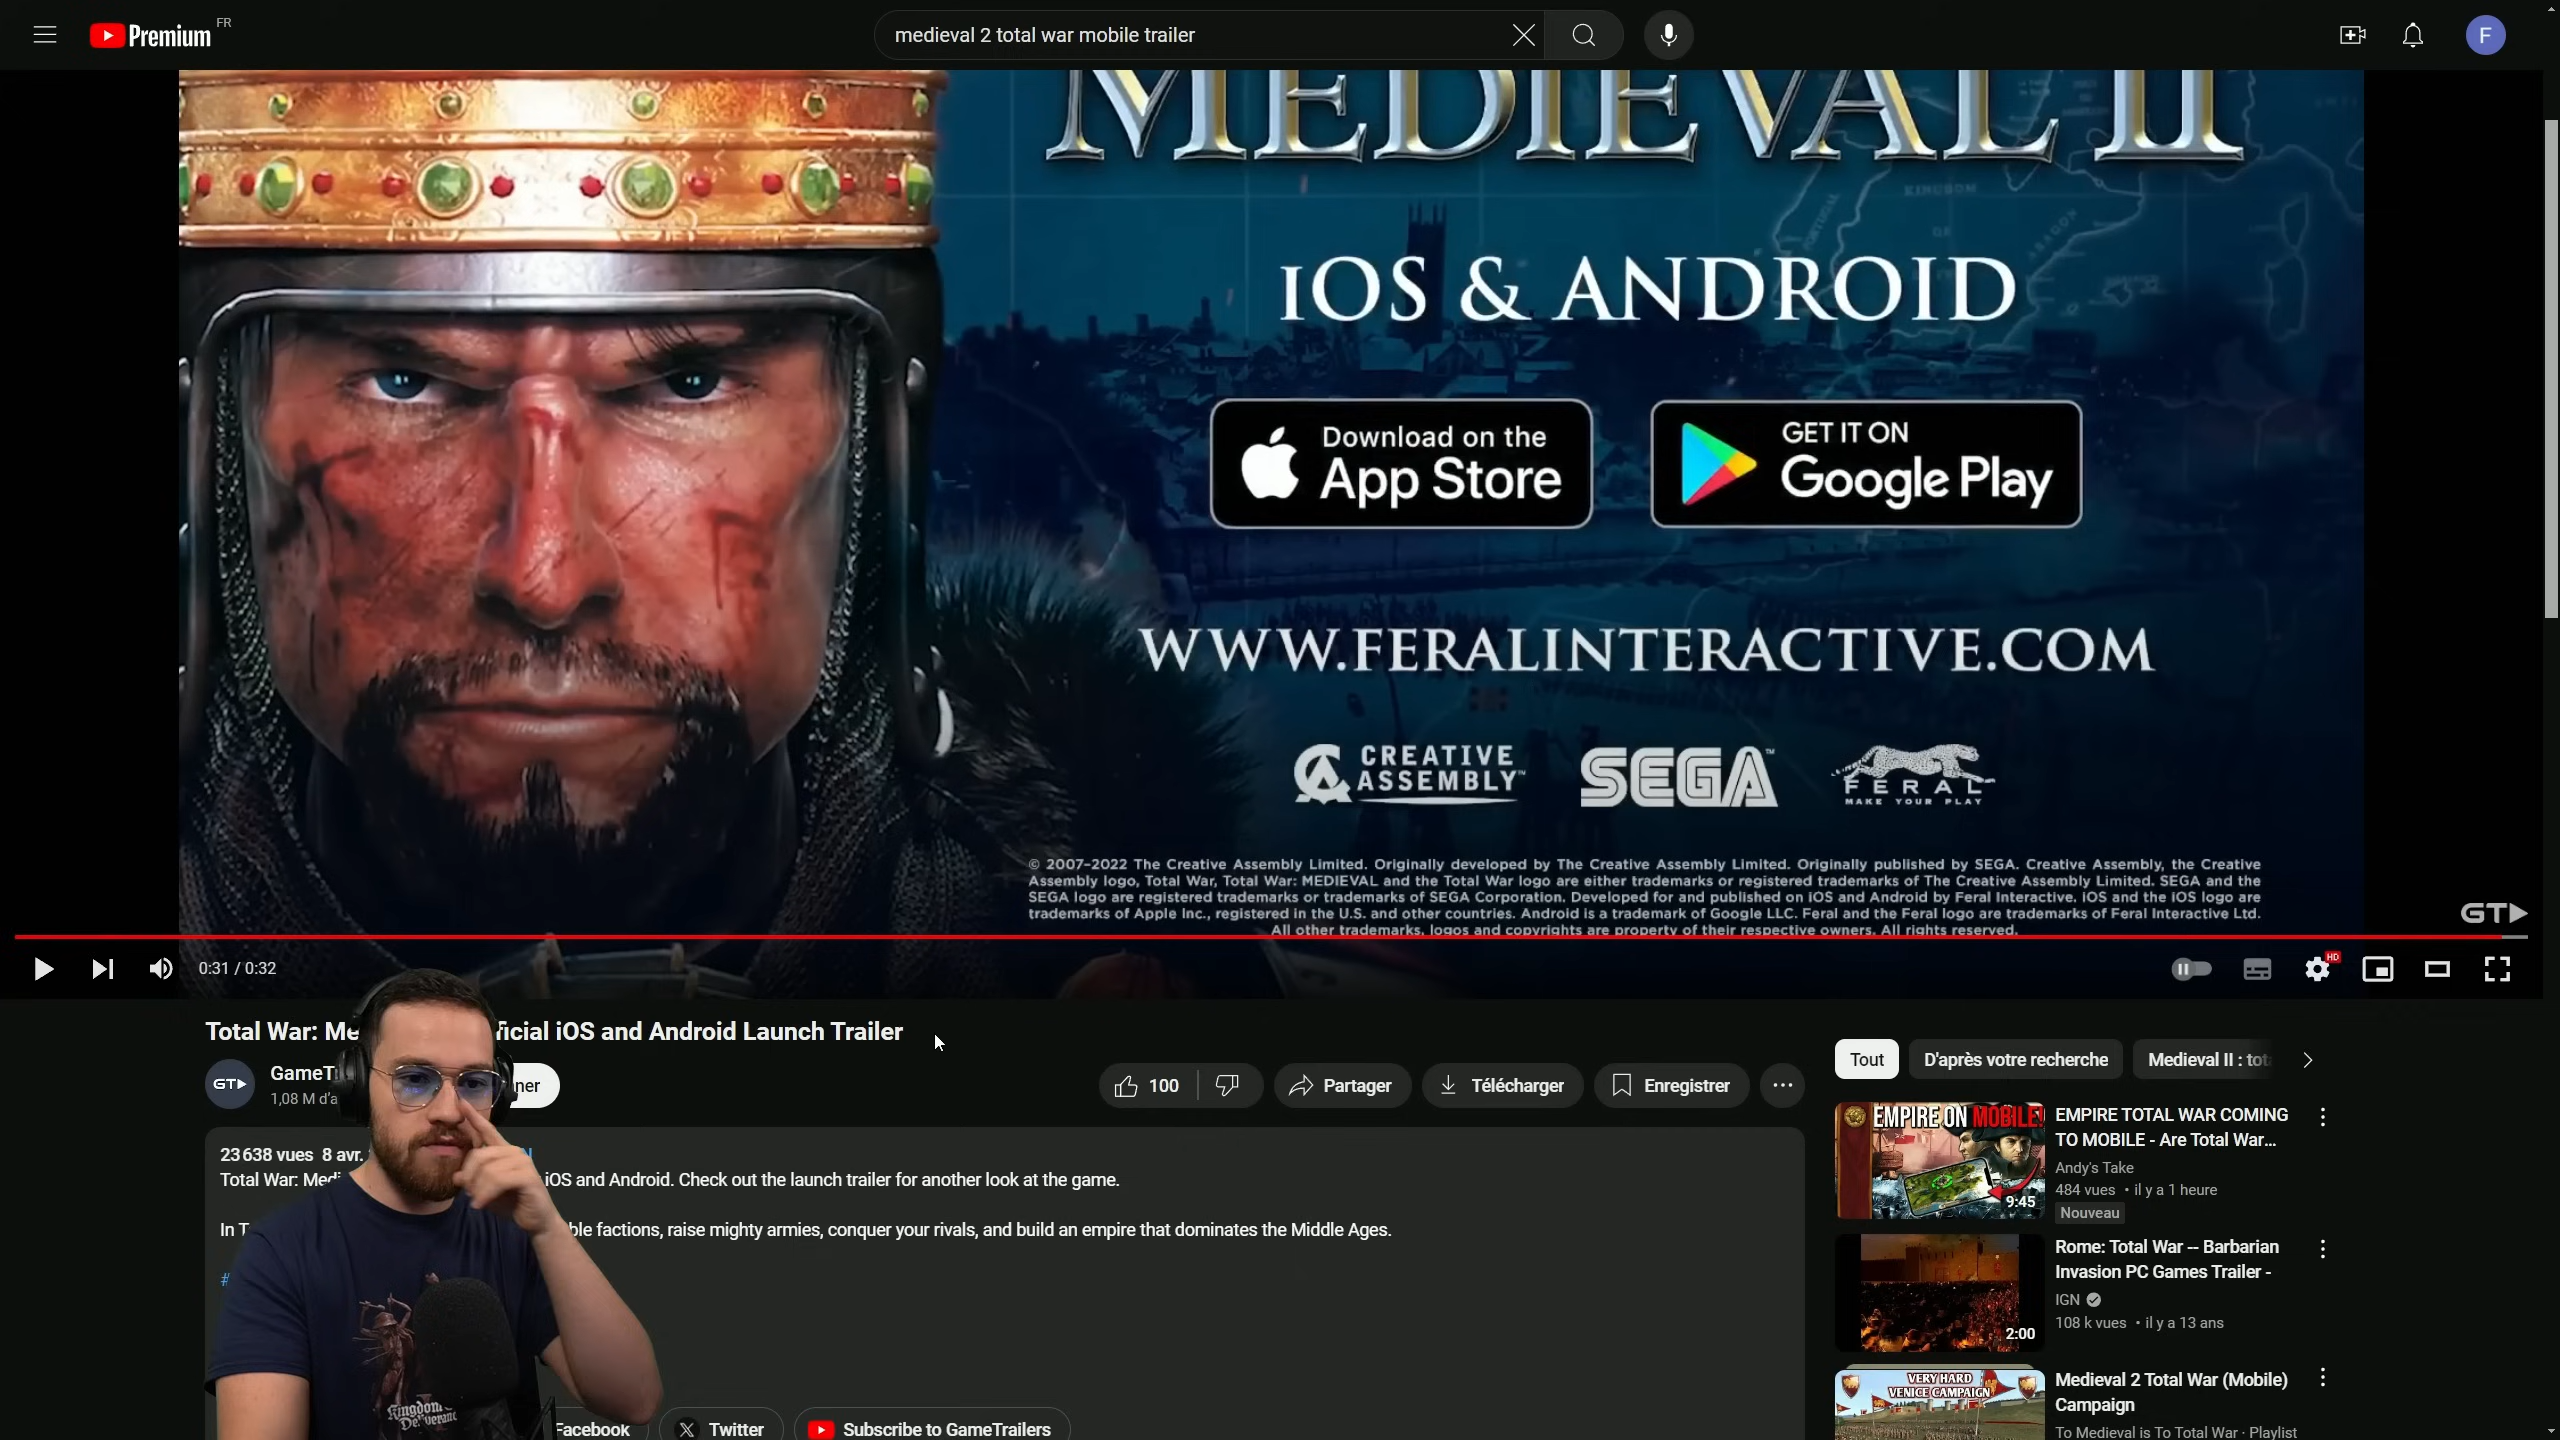 Premium FR
medieval 2 total war mobile trailer
F
MEDIEVAL II
KINGDOM
OF
PORTUGAL
ARAGON
iOS & ANDROID
Download on the
App Store
GET IT ON
Google Play
WWW.FERALINTERACTIVE.COM
CREATIVE
ASSEMBLY™
SEGA™
FERAL
MAKE YOUR PLAY
© 2007–2022 The Creative Assembly Limited. Originally developed by The Creative Assembly Limited. Originally published by SEGA. Creative Assembly, the Creative
Assembly logo, Total War, Total War: MEDIEVAL and the Total War logo are either trademarks or registered trademarks of The Creative Assembly Limited. SEGA and the
SEGA logo are registered trademarks or trademarks of SEGA Corporation. Developed for and published on iOS and Android by Feral Interactive. iOS and the iOS logo are
trademarks of Apple Inc., registered in the U.S. and other countries. Android is a trademark of Google LLC. Feral and the Feral logo are trademarks of Feral Interactive Ltd.
All other trademarks, logos and copyrights are property of their respective owners. All rights reserved.
GT
0:31 / 0:32
HD
Total War: Me ficial iOS and Android Launch Trailer
GT
GameT
1,08 M d'a
ner
100
Partager
Télécharger
Enregistrer
23 638 vues 8 avr.
Total War: Medi iOS and Android. Check out the launch trailer for another look at the game.
In T ble factions, raise mighty armies, conquer your rivals, and build an empire that dominates the Middle Ages.
#
Kingdom
Deliverance
Facebook
Twitter
Subscribe to GameTrailers
Tout
D'après votre recherche
Medieval II : tot
EMPIRE ON MOBILE!
9:45
EMPIRE TOTAL WAR COMING
TO MOBILE - Are Total War...
Andy's Take
484 vues • il y a 1 heure
Nouveau
2:00
Rome: Total War -- Barbarian
Invasion PC Games Trailer -
IGN
108 k vues • il y a 13 ans
VERY HARD
VENICE CAMPAIGN
Medieval 2 Total War (Mobile)
Campaign
To Medieval is To Total War · Playlist